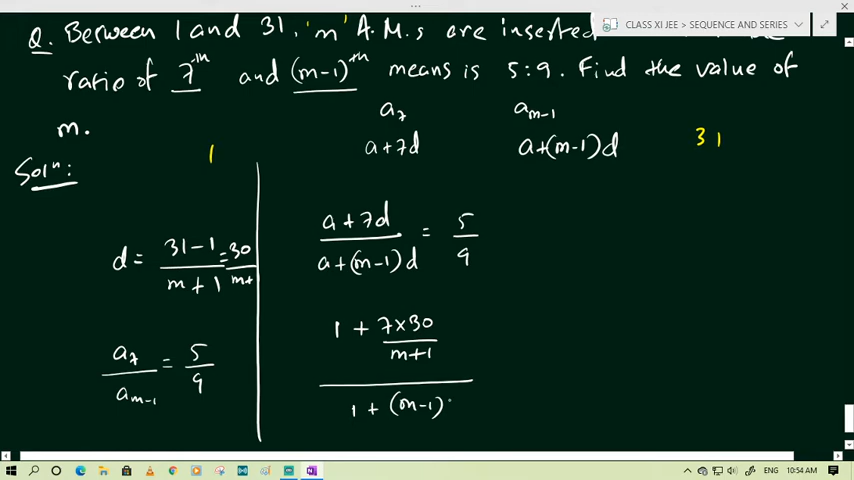 CLASS XI JEE > SEQUENCE AND SERIES
Q. Between 1 and 31, 'm' A.M.s are inserted
ratio of 7th and (m-1)th means is 5:9. Find the value of
m.
a₇ aₘ₋₁
a+7d a+(m-1)d 31
Solⁿ: 1
d = 31-1/m+1 = 30/m+
a+7d/a+(m-1)d = 5/9
a₇/aₘ₋₁ = 5/9
1 + 7×30/m+1
1 + (m-1)
ENG 10:54 AM